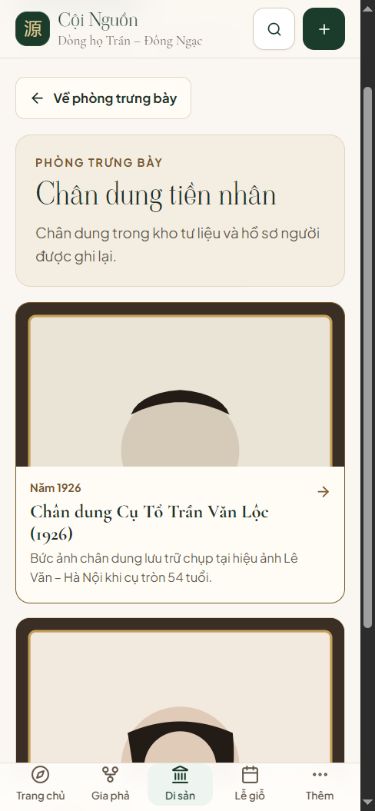 源
Cội Nguồn
Dòng họ Trần – Đông Ngạc
Về phòng trưng bày
PHÒNG TRƯNG BÀY
Chân dung tiền nhân
Chân dung trong kho tư liệu và hồ sơ người
được ghi lại.
Năm 1926
Chân dung Cụ Tổ Trần Văn Lộc
(1926)
Bức ảnh chân dung lưu trữ chụp tại hiệu ảnh Lê
Văn – Hà Nội khi cụ tròn 54 tuổi.
Trang chủ
Gia phả
Di sản
Lễ giỗ
Thêm